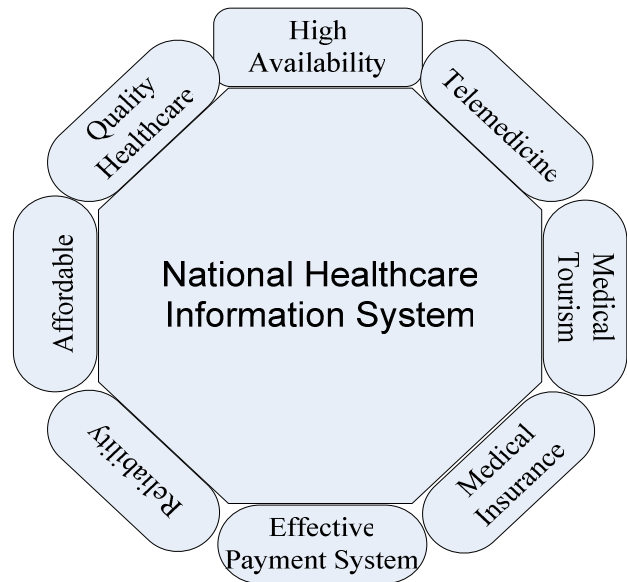 High
Availability
Telemedicine
Medical
Tourism
Medical
Insurance
Effective
Payment System
Reliability
Affordable
Quality
Healthcare
National Healthcare
Information System